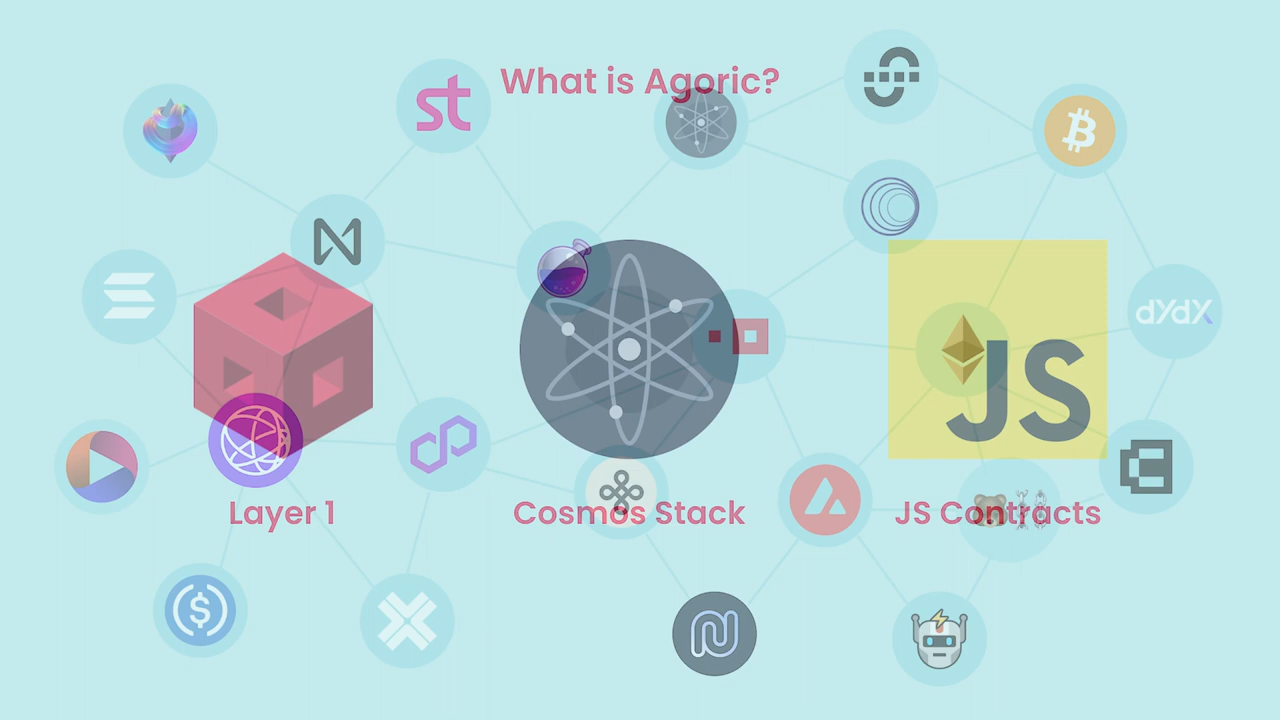 What is Agoric?
st
dYdX
JS
Layer 1
Cosmos Stack
JS Contracts